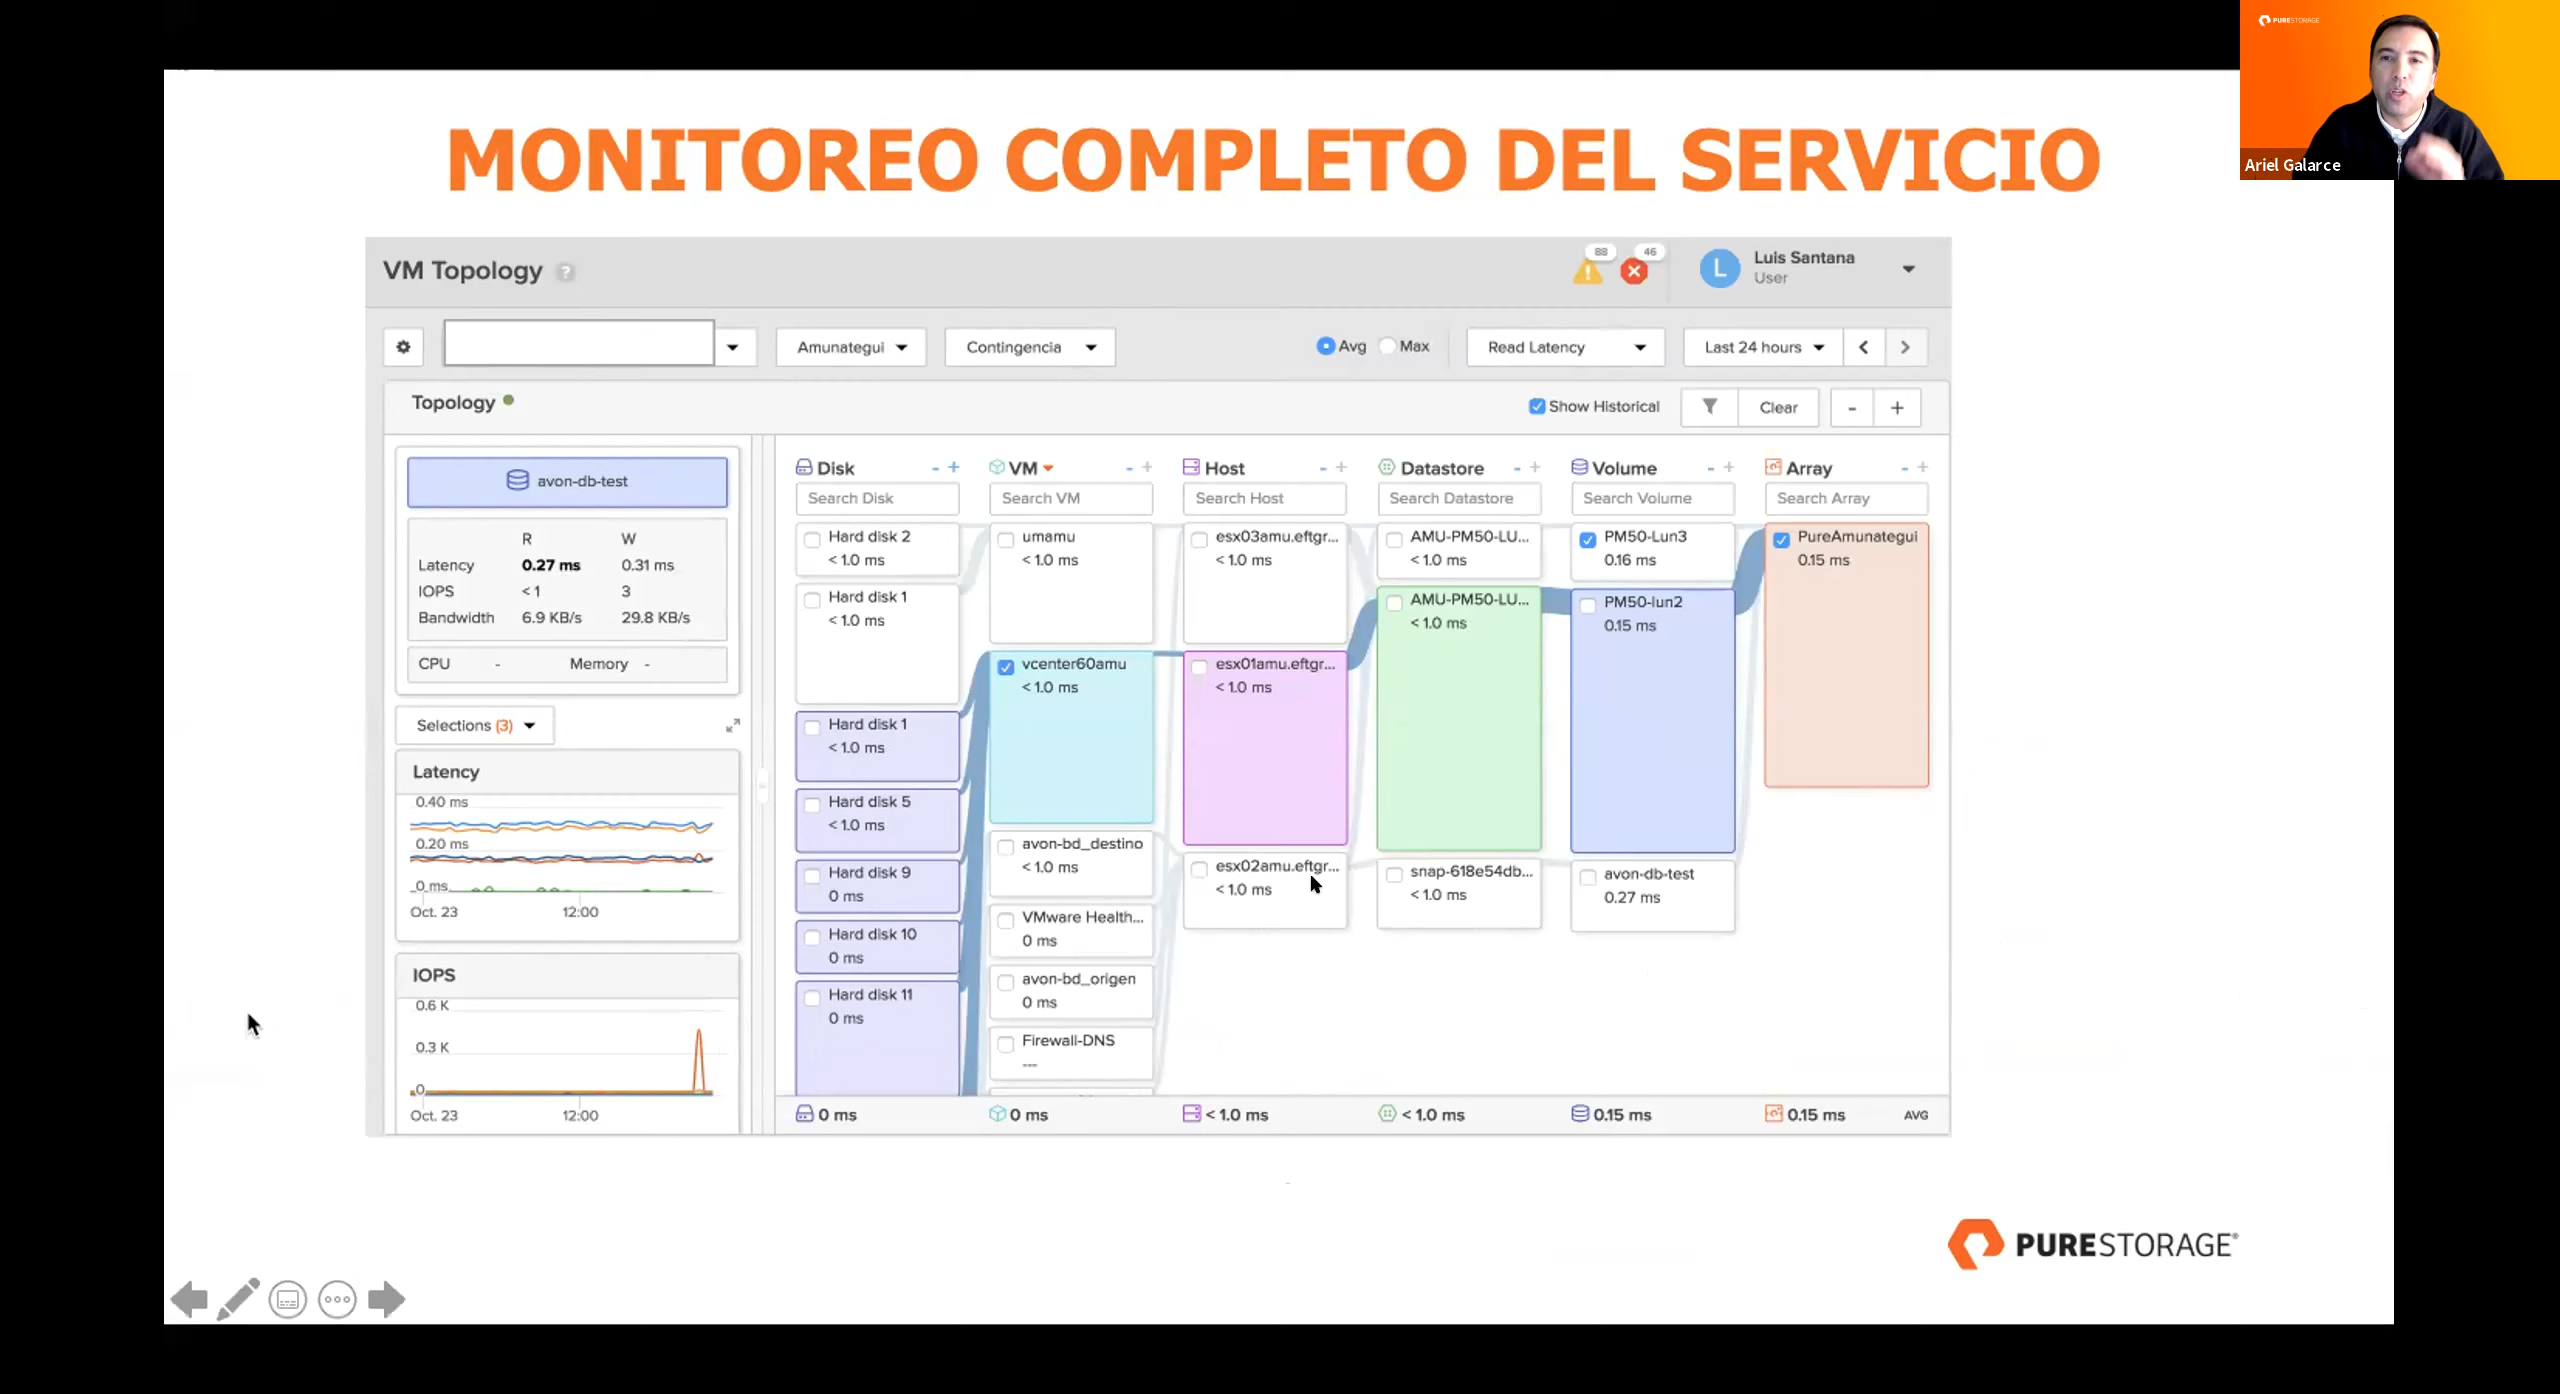 PURESTORAGE
Ariel Galarce
MONITOREO COMPLETO DEL SERVICIO
VM Topology ?
88
46
L
Luis Santana
User
Amunategui
Contingencia
Avg
Max
Read Latency
Last 24 hours
Topology
Show Historical
Clear
- +
avon-db-test
R W
Latency 0.27 ms 0.31 ms
IOPS < 1 3
Bandwidth 6.9 KB/s 29.8 KB/s
CPU - Memory -
Selections (3)
Latency
0.40 ms
0.20 ms
0 ms
Oct. 23 12:00
IOPS
0.6 K
0.3 K
0
Oct. 23 12:00
Disk - +
Search Disk
Hard disk 2
< 1.0 ms
Hard disk 1
< 1.0 ms
Hard disk 1
< 1.0 ms
Hard disk 5
< 1.0 ms
Hard disk 9
0 ms
Hard disk 10
0 ms
Hard disk 11
0 ms
VM - +
Search VM
umamu
< 1.0 ms
vcenter60amu
< 1.0 ms
avon-bd_destino
< 1.0 ms
VMware Health...
0 ms
avon-bd_origen
0 ms
Firewall-DNS
---
Host - +
Search Host
esx03amu.eftgr...
< 1.0 ms
esx01amu.eftgr...
< 1.0 ms
esx02amu.eftgr...
< 1.0 ms
Datastore - +
Search Datastore
AMU-PM50-LU...
< 1.0 ms
AMU-PM50-LU...
< 1.0 ms
snap-618e54db...
< 1.0 ms
Volume - +
Search Volume
PM50-Lun3
0.16 ms
PM50-lun2
0.15 ms
avon-db-test
0.27 ms
Array - +
Search Array
PureAmunategui
0.15 ms
0 ms 0 ms < 1.0 ms < 1.0 ms 0.15 ms 0.15 ms AVG
PURESTORAGE®